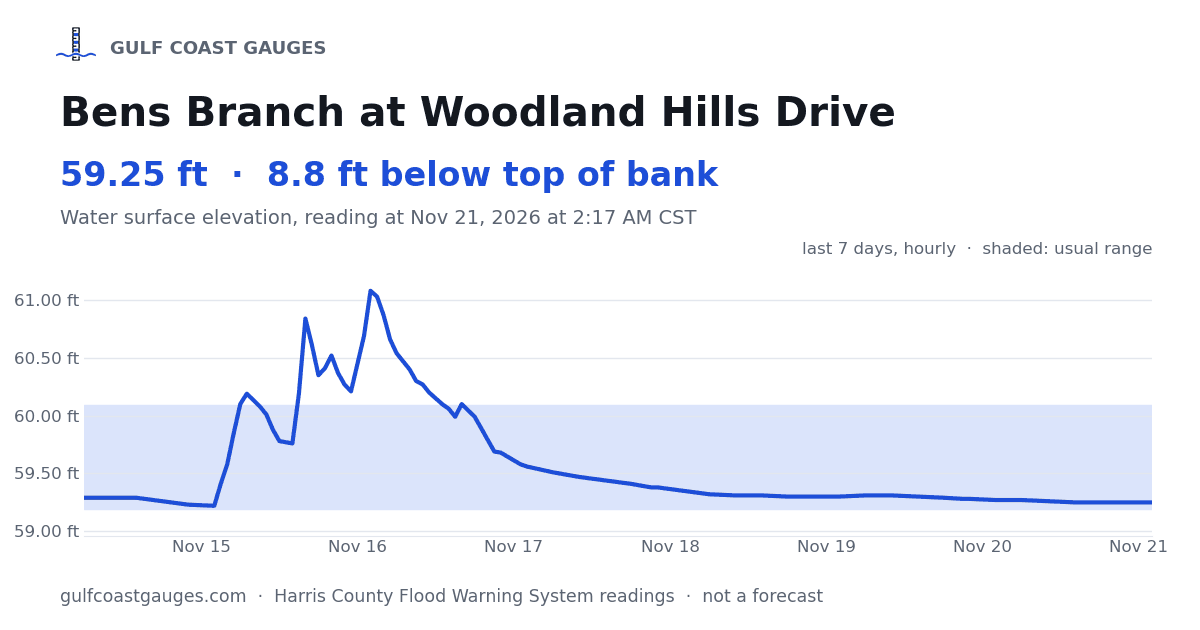 GULF COAST GAUGES
Bens Branch at Woodland Hills Drive
59.25 ft · 8.8 ft below top of bank
Water surface elevation, reading at Nov 21, 2026 at 2:17 AM CST
last 7 days, hourly · shaded: usual range
61.00 ft
60.50 ft
60.00 ft
59.50 ft
59.00 ft
Nov 15 Nov 16 Nov 17 Nov 18 Nov 19 Nov 20 Nov 21
gulfcoastgauges.com · Harris County Flood Warning System readings · not a forecast